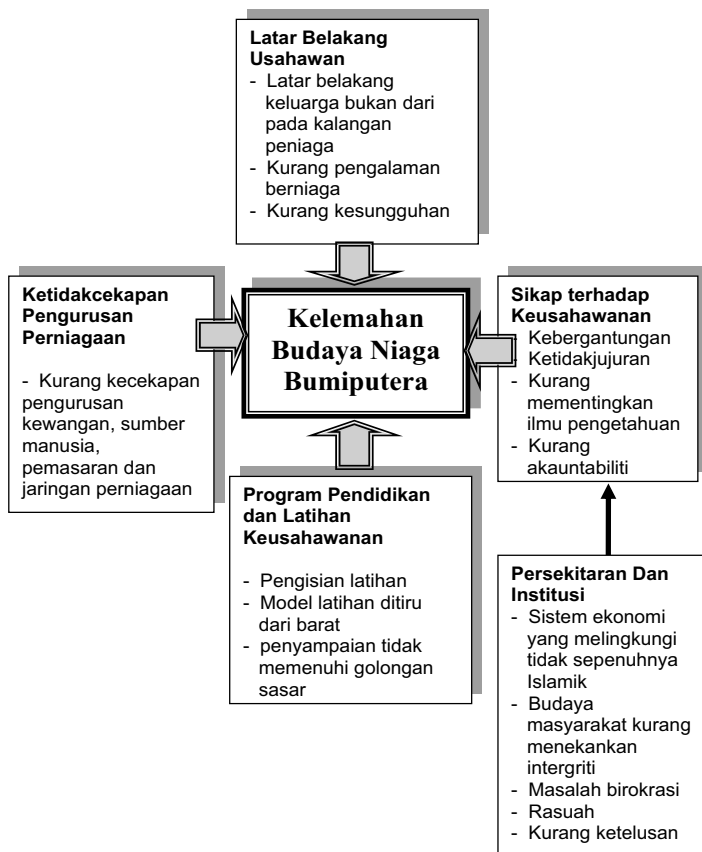 Latar Belakang
Usahawan
- Latar belakang
keluarga bukan dari
pada kalangan
peniaga
- Kurang pengalaman
berniaga
- Kurang kesungguhan
Ketidakcekapan
Pengurusan
Perniagaan
- Kurang kecekapan
pengurusan
kewangan, sumber
manusia,
pemasaran dan
jaringan perniagaan
Kelemahan
Budaya Niaga
Bumiputera
Sikap terhadap
Keusahawanan
- Kebergantungan
Ketidakjujuran
- Kurang
mementingkan
ilmu pengetahuan
- Kurang
akauntabiliti
Program Pendidikan
dan Latihan
Keusahawanan
- Pengisian latihan
- Model latihan ditiru
dari barat
- penyampaian tidak
memenuhi golongan
sasar
Persekitaran Dan
Institusi
- Sistem ekonomi
yang melingkungi
tidak sepenuhnya
Islamik
- Budaya
masyarakat kurang
menekankan
intergriti
- Masalah birokrasi
- Rasuah
- Kurang ketelusan